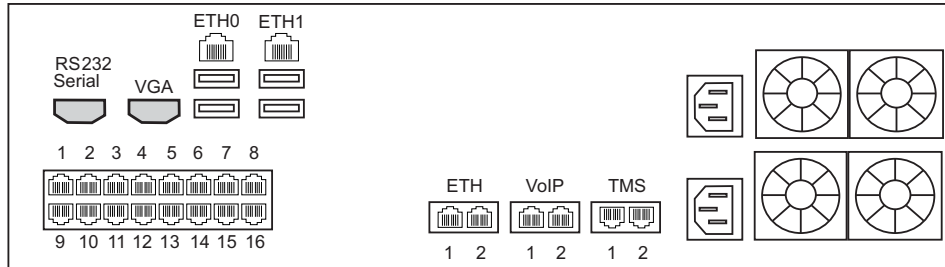 ETH0 ETH1
RS232
Serial
VGA
1 2 3 4 5 6 7 8
9 10 11 12 13 14 15 16
ETH VoIP TMS
1 2 1 2 1 2